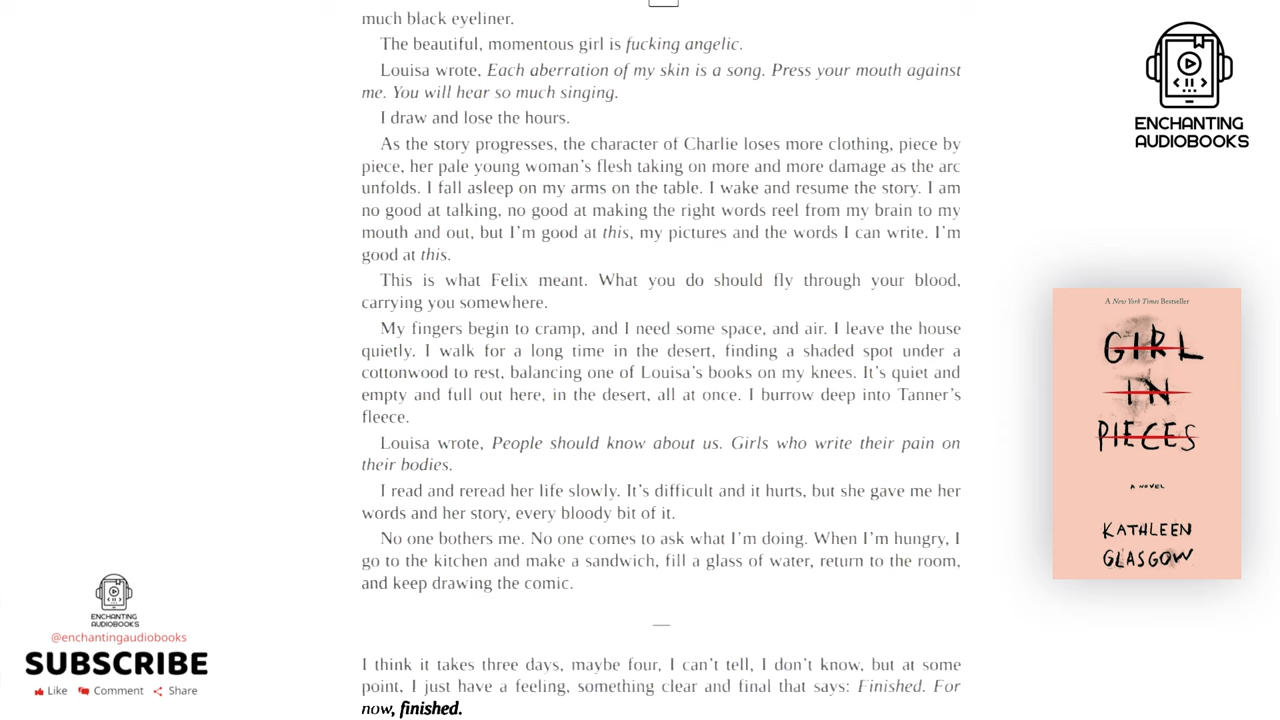 much black eyeliner.
The beautiful, momentous girl is fucking angelic.
Louisa wrote, Each aberration of my skin is a song. Press your mouth against
me. You will hear so much singing.
I draw and lose the hours.
As the story progresses, the character of Charlie loses more clothing, piece by
piece, her pale young woman's flesh taking on more and more damage as the arc
unfolds. I fall asleep on my arms on the table. I wake and resume the story. I am
no good at talking, no good at making the right words reel from my brain to my
mouth and out, but I'm good at this, my pictures and the words I can write. I'm
good at this.
This is what Felix meant. What you do should fly through your blood,
carrying you somewhere.
My fingers begin to cramp, and I need some space, and air. I leave the house
quietly. I walk for a long time in the desert, finding a shaded spot under a
cottonwood to rest, balancing one of Louisa's books on my knees. It's quiet and
empty and full out here, in the desert, all at once. I burrow deep into Tanner's
fleece.
Louisa wrote, People should know about us. Girls who write their pain on
their bodies.
I read and reread her life slowly. It's difficult and it hurts, but she gave me her
words and her story, every bloody bit of it.
No one bothers me. No one comes to ask what I'm doing. When I'm hungry, I
go to the kitchen and make a sandwich, fill a glass of water, return to the room,
and keep drawing the comic.
—
I think it takes three days, maybe four, I can't tell, I don't know, but at some
point, I just have a feeling, something clear and final that says: Finished. For
now, finished.
ENCHANTING
AUDIOBOOKS
A New York Times Bestseller
GIRL
IN
PIECES
A NOVEL
KATHLEEN
GLASGOW
ENCHANTING
AUDIOBOOKS
@enchantingaudiobooks
SUBSCRIBE
Like Comment Share